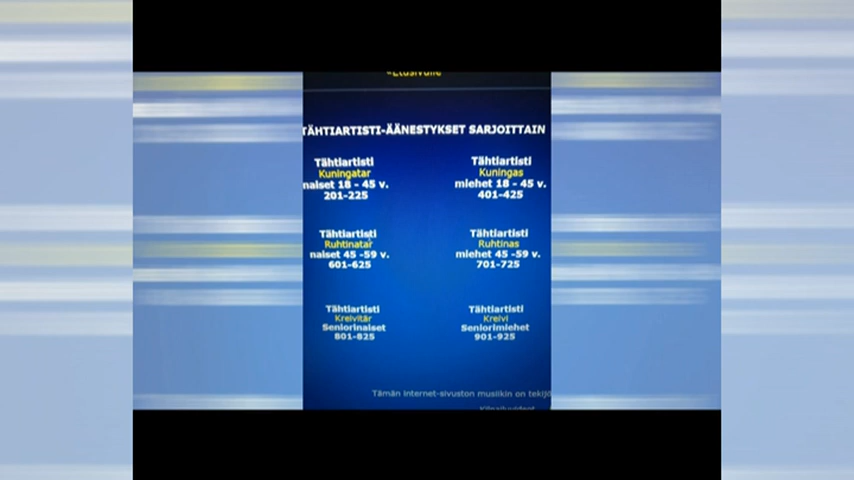 «Etusivulle
TÄHTIARTISTI-ÄÄNESTYKSET SARJOITTAIN
Tähtiartisti
Kuningatar
naiset 18 - 45 v.
201-225
Tähtiartisti
Kuningas
miehet 18 - 45 v.
401-425
Tähtiartisti
Ruhtinatar
naiset 45 -59 v.
601-625
Tähtiartisti
Ruhtinas
miehet 45 -59 v.
701-725
Tähtiartisti
Kreivitär
Seniorinaiset
801-825
Tähtiartisti
Kreivi
Seniorimiehet
901-925
Tämän internet-sivuston musiikin on tekijö